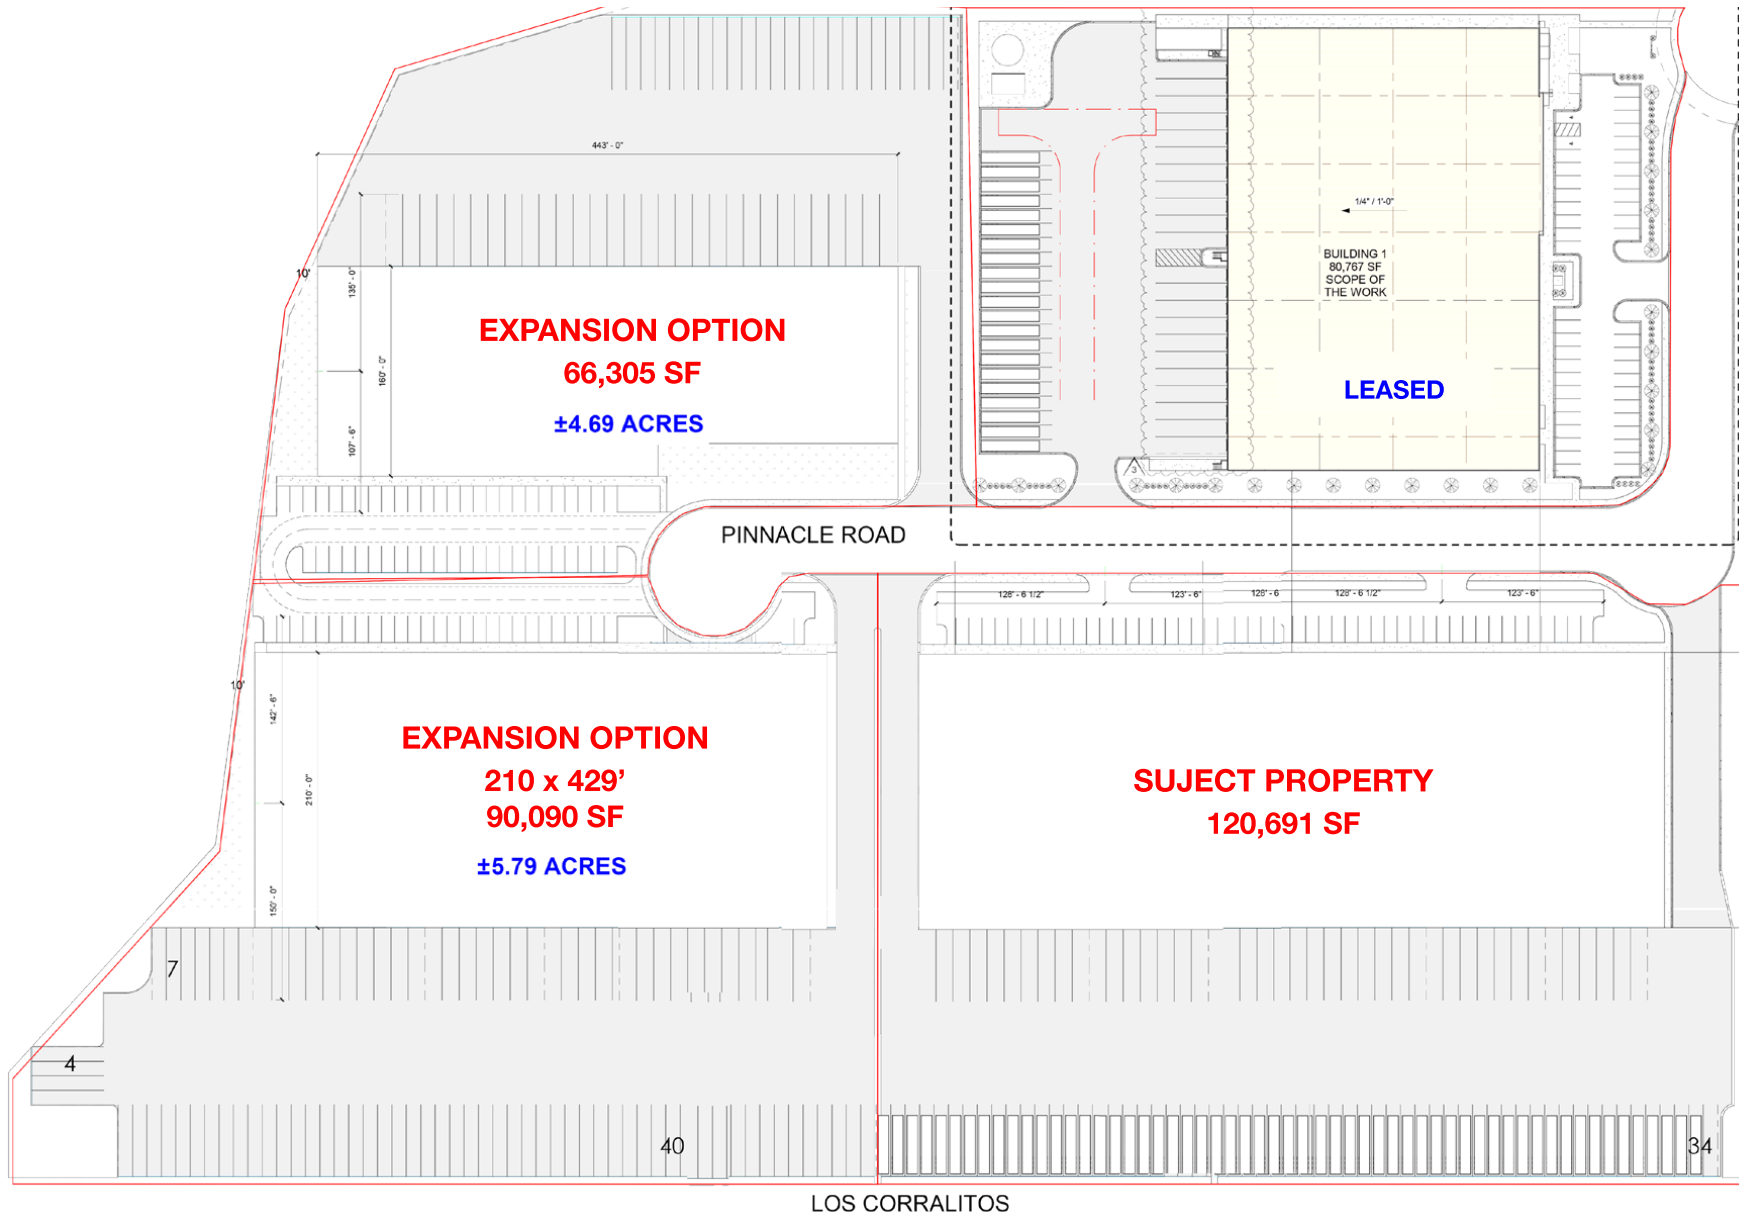 443' - 0"
10'
135' - 0"
160' - 0"
107' - 6"
EXPANSION OPTION
66,305 SF
±4.69 ACRES
1/4" / 1'-0"
BUILDING 1
80,767 SF
SCOPE OF
THE WORK
LEASED
3
PINNACLE ROAD
128' - 6 1/2"
123' - 6"
128' - 6
128' - 6 1/2"
123' - 6"
10'
142' - 6"
210' - 0"
150' - 0"
EXPANSION OPTION
210 x 429’
90,090 SF
±5.79 ACRES
SUJECT PROPERTY
120,691 SF
7
4
40
34
LOS CORRALITOS